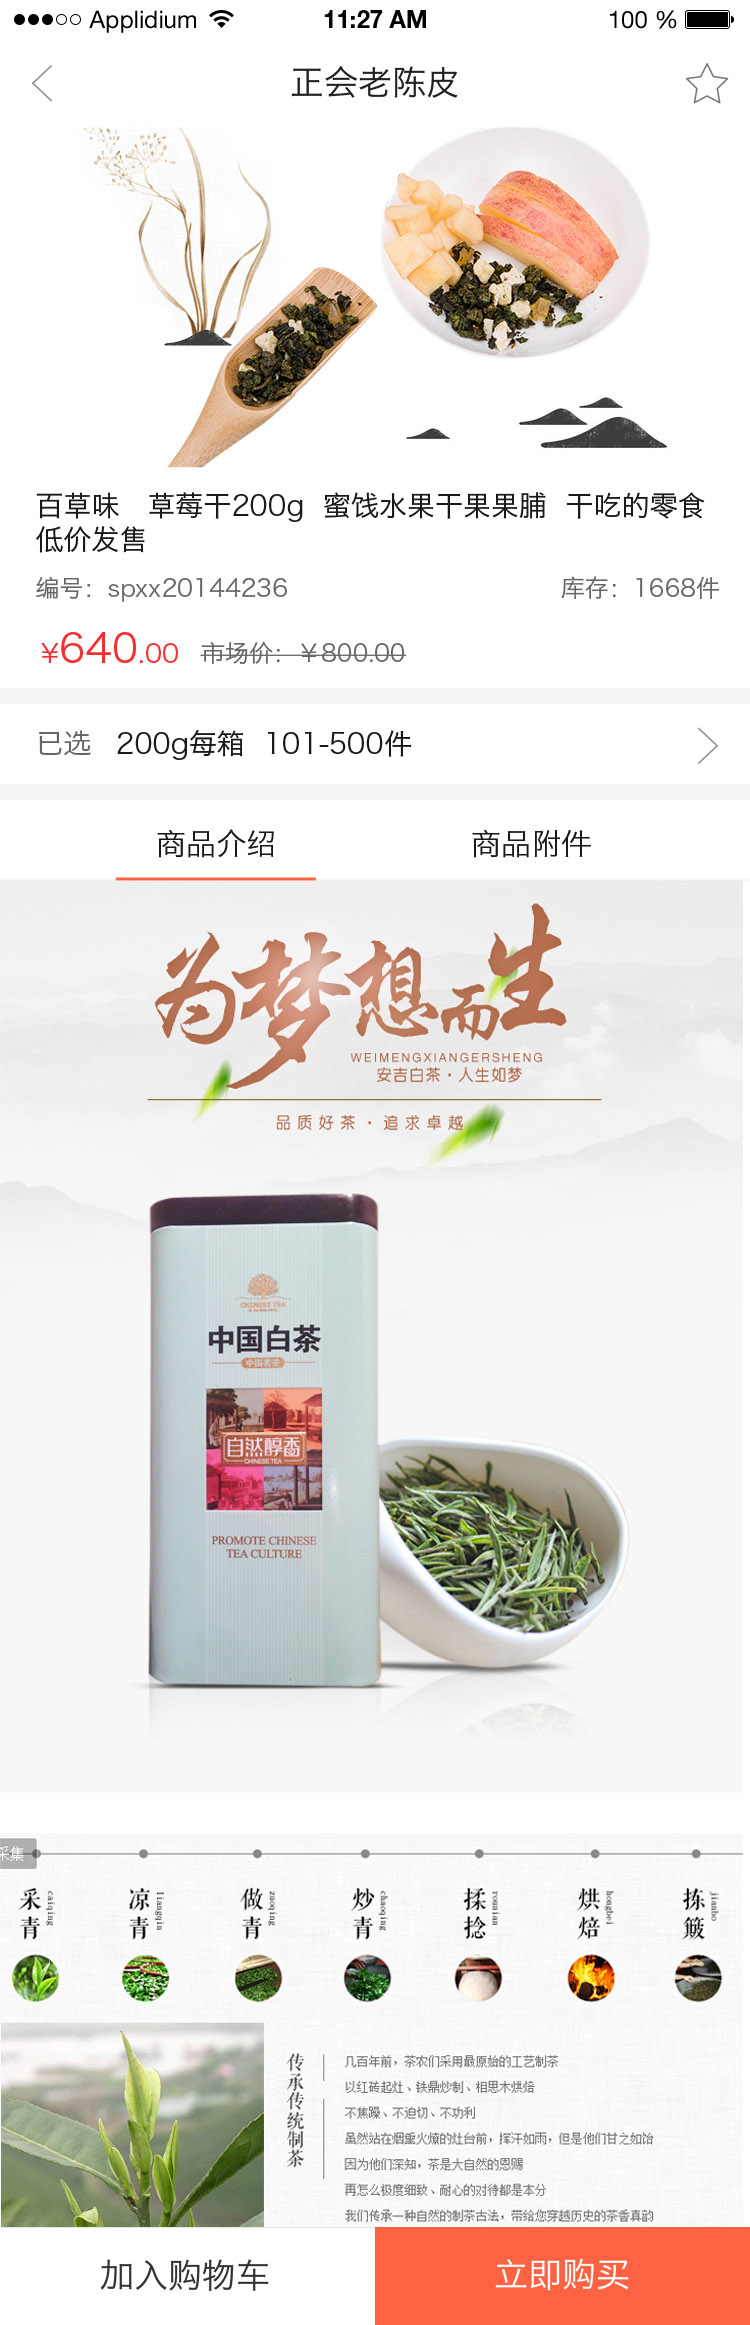 Applidium 11:27 AM 100 %
正会老陈皮
百草味 草莓干200g 蜜饯水果干果果脯 干吃的零食
低价发售
编号：spxx20144236 库存：1668件
¥640.00 市场价：￥800.00
已选 200g每箱 101-500件
商品介绍 商品附件
为梦想而生
WEIMENGXIANGERSHENG
安吉白茶·人生如梦
品质好茶·追求卓越
CHINESE TEA
中国白茶
中国茗茶
自然醇香
CHINESE TEA
PROMOTE CHINESE
TEA CULTURE
采集
采青 caiqing
凉青 liangqin
做青 zuoqing
炒青 chaoqing
揉捻 rounian
烘焙 hongbei
拣簸 jianbo
传承传统制茶
几百年前，茶农们采用最原始的工艺制茶
以红砖起灶、铁鼎炒制、相思木烘焙
不焦躁、不迫切、不功利
虽然站在烟熏火燎的灶台前，挥汗如雨，但是他们甘之如饴
因为他们深知，茶是大自然的恩赐
再怎么极度细致、耐心的对待都是本分
我们传承一种自然的制茶古法，带给您穿越历史的茶香真韵
加入购物车 立即购买